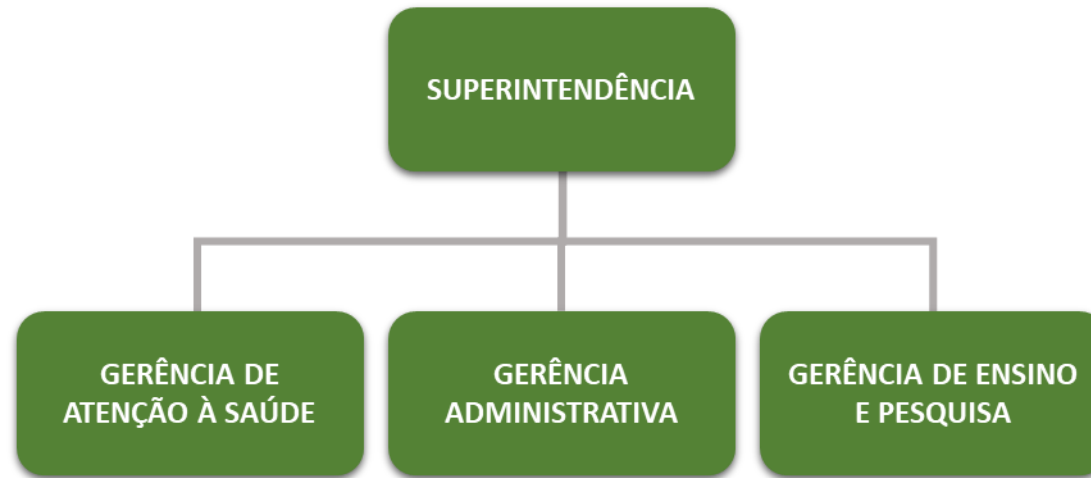 SUPERINTENDÊNCIA
GERÊNCIA DE
ATENÇÃO À SAÚDE
GERÊNCIA
ADMINISTRATIVA
GERÊNCIA DE ENSINO
E PESQUISA